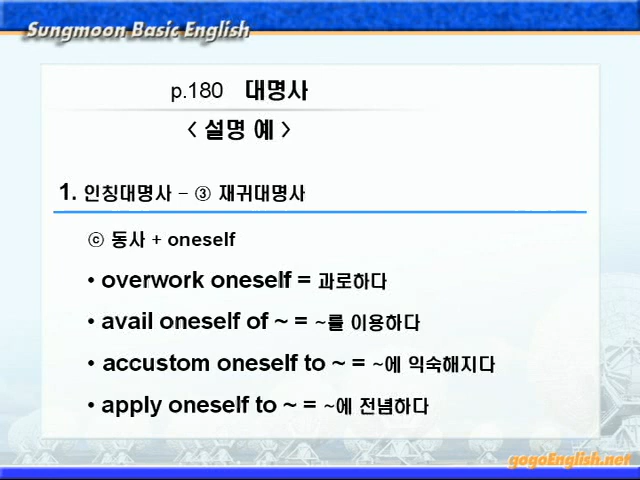 Sungmoon Basic English
p.180 대명사
< 설명 예 >
1. 인칭대명사 – ③ 재귀대명사
ⓒ 동사 + oneself
• overwork oneself = 과로하다
• avail oneself of ~ = ~를 이용하다
• accustom oneself to ~ = ~에 익숙해지다
• apply oneself to ~ = ~에 전념하다
gogoEnglish.net